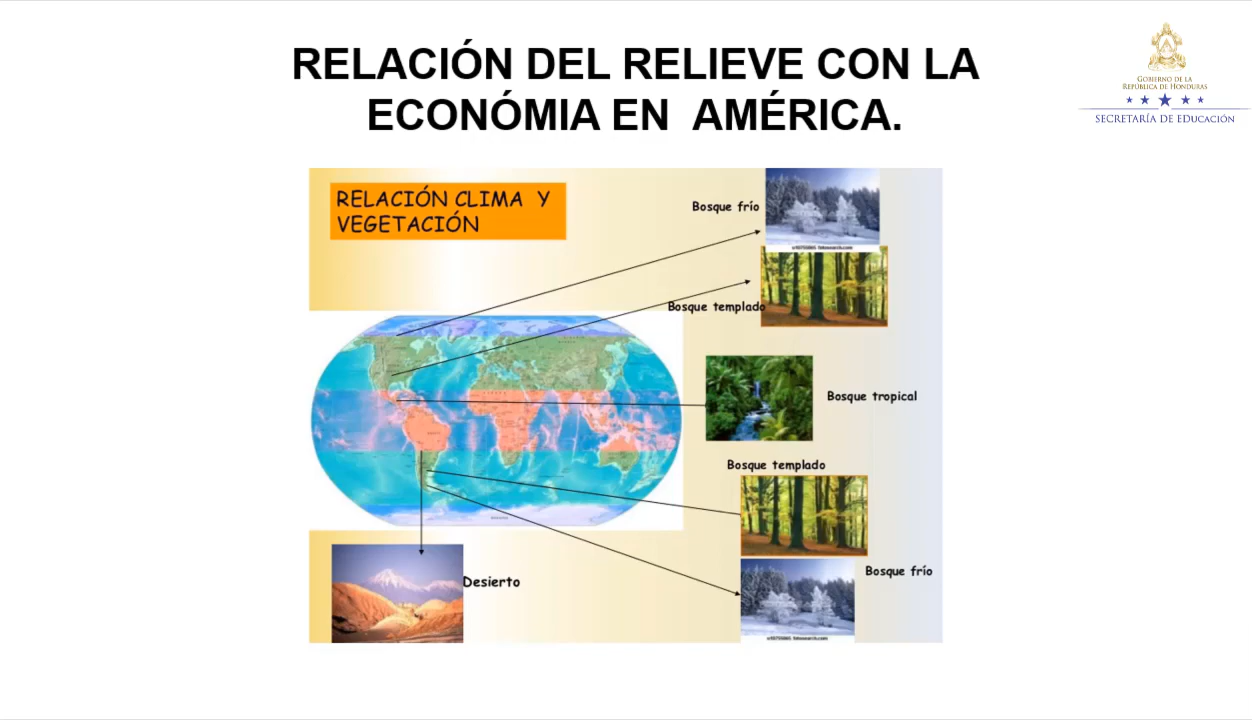 RELACIÓN DEL RELIEVE CON LA
ECONÓMIA EN AMÉRICA.
GOBIERNO DE LA
REPÚBLICA DE HONDURAS
SECRETARÍA DE EDUCACIÓN
RELACIÓN CLIMA Y
VEGETACIÓN
Bosque frío
Bosque templado
Bosque tropical
Bosque templado
Bosque frío
Desierto